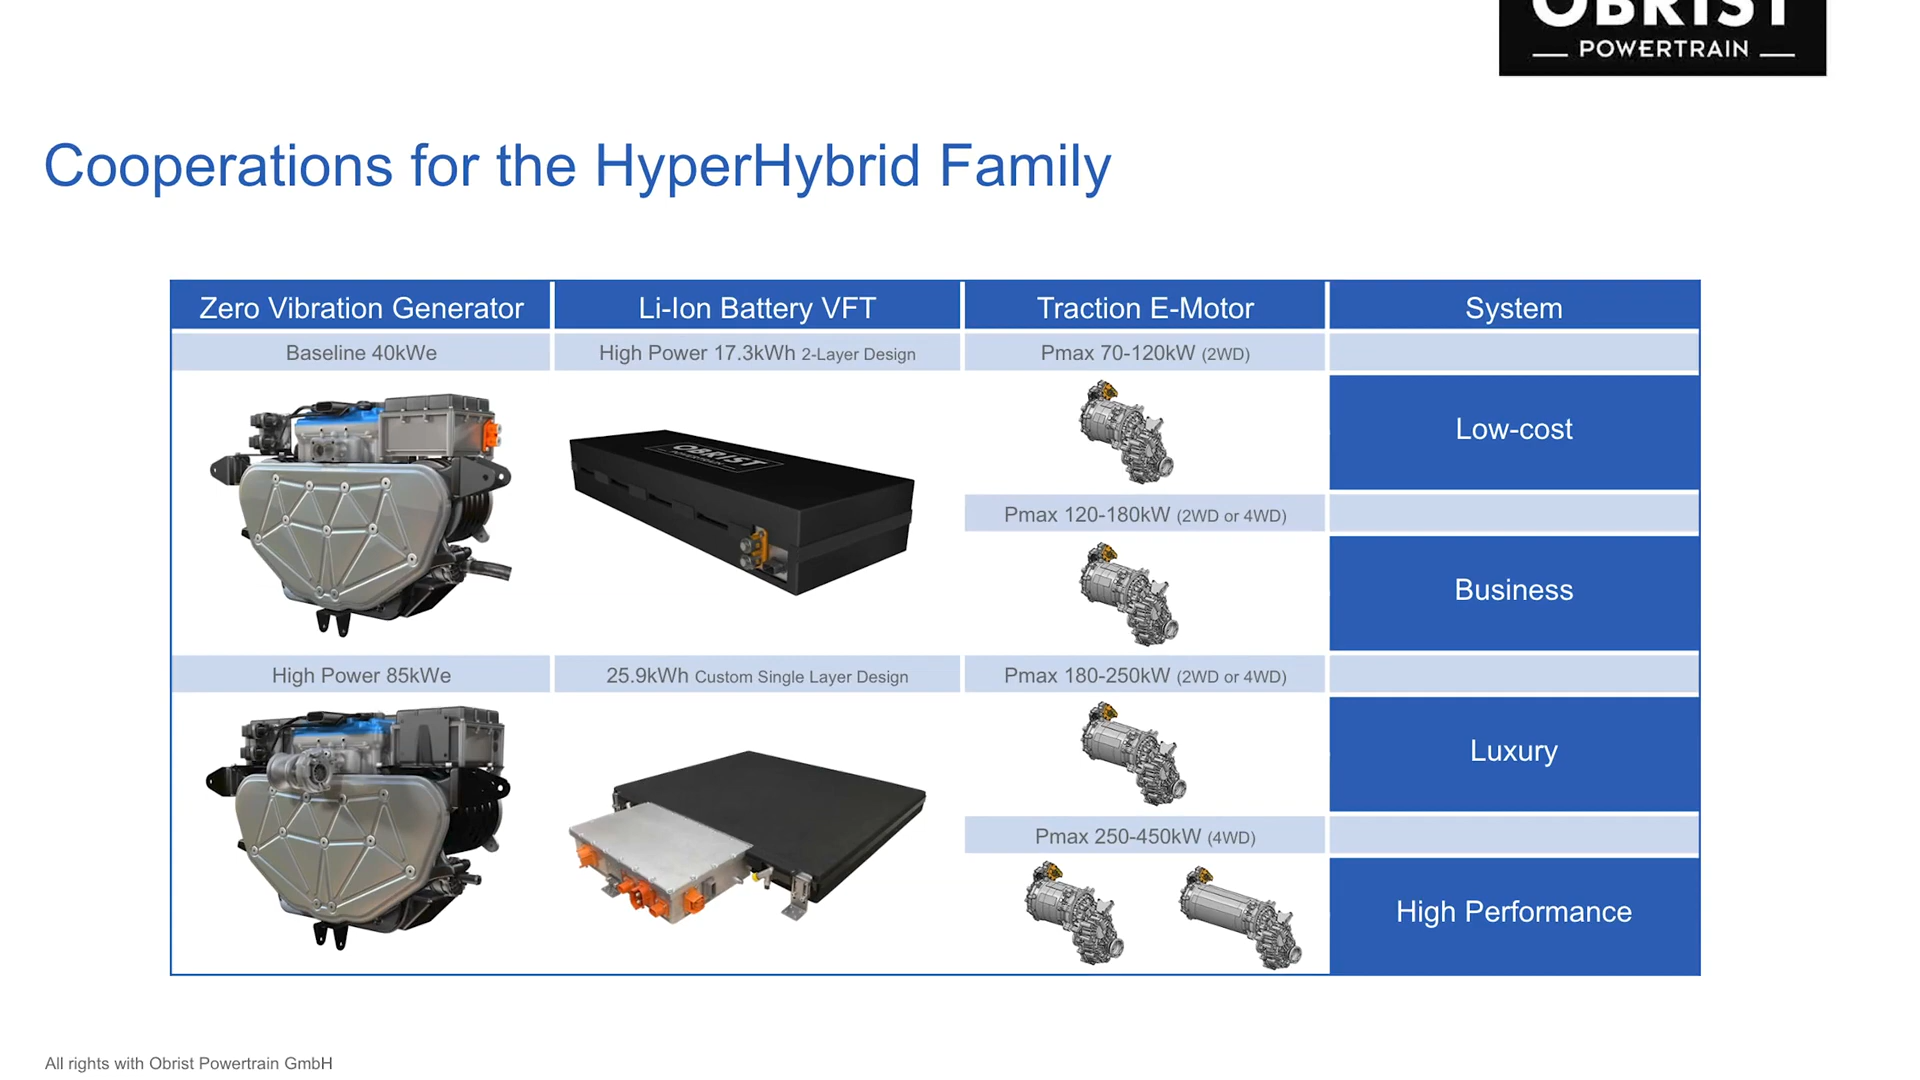 OBRIST
POWERTRAIN
Cooperations for the HyperHybrid Family
Zero Vibration Generator Li-Ion Battery VFT Traction E-Motor System
Baseline 40kWe High Power 17.3kWh 2-Layer Design Pmax 70-120kW (2WD)
OBRIST
POWERTRAIN
Low-cost
Pmax 120-180kW (2WD or 4WD)
Business
High Power 85kWe 25.9kWh Custom Single Layer Design Pmax 180-250kW (2WD or 4WD)
Luxury
Pmax 250-450kW (4WD)
High Performance
All rights with Obrist Powertrain GmbH